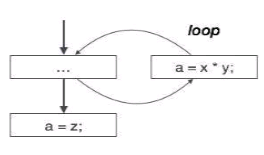 loop
...
a = x * y;
a = z;